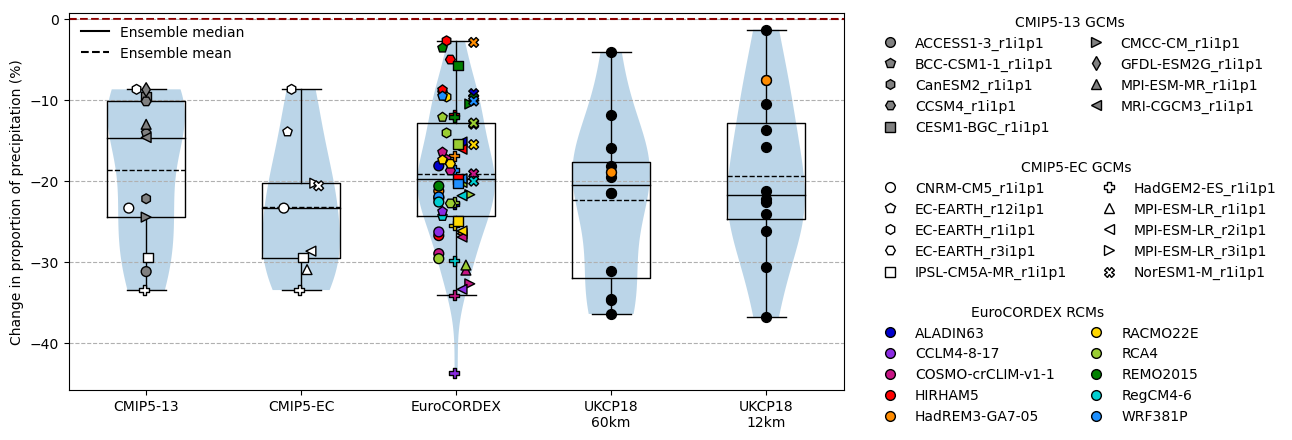 Change in proportion of precipitation (%)
0
−10
−20
−30
−40
Ensemble median
Ensemble mean
CMIP5-13
CMIP5-EC
EuroCORDEX
UKCP18
60km
UKCP18
12km
CMIP5-13 GCMs
ACCESS1-3_r1i1p1
BCC-CSM1-1_r1i1p1
CanESM2_r1i1p1
CCSM4_r1i1p1
CESM1-BGC_r1i1p1
CMCC-CM_r1i1p1
GFDL-ESM2G_r1i1p1
MPI-ESM-MR_r1i1p1
MRI-CGCM3_r1i1p1
CMIP5-EC GCMs
CNRM-CM5_r1i1p1
EC-EARTH_r12i1p1
EC-EARTH_r1i1p1
EC-EARTH_r3i1p1
IPSL-CM5A-MR_r1i1p1
HadGEM2-ES_r1i1p1
MPI-ESM-LR_r1i1p1
MPI-ESM-LR_r2i1p1
MPI-ESM-LR_r3i1p1
NorESM1-M_r1i1p1
EuroCORDEX RCMs
ALADIN63
CCLM4-8-17
COSMO-crCLIM-v1-1
HIRHAM5
HadREM3-GA7-05
RACMO22E
RCA4
REMO2015
RegCM4-6
WRF381P